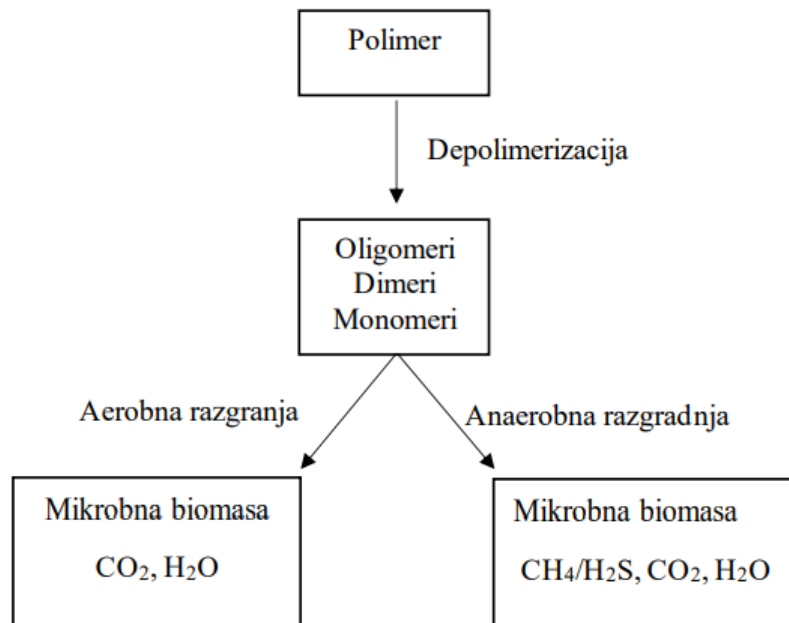 Polimer
Depolimerizacija
Oligomeri
Dimeri
Monomeri
Aerobna razgranja
Anaerobna razgradnja
Mikrobna biomasa
CO₂, H₂O
Mikrobna biomasa
CH₄/H₂S, CO₂, H₂O